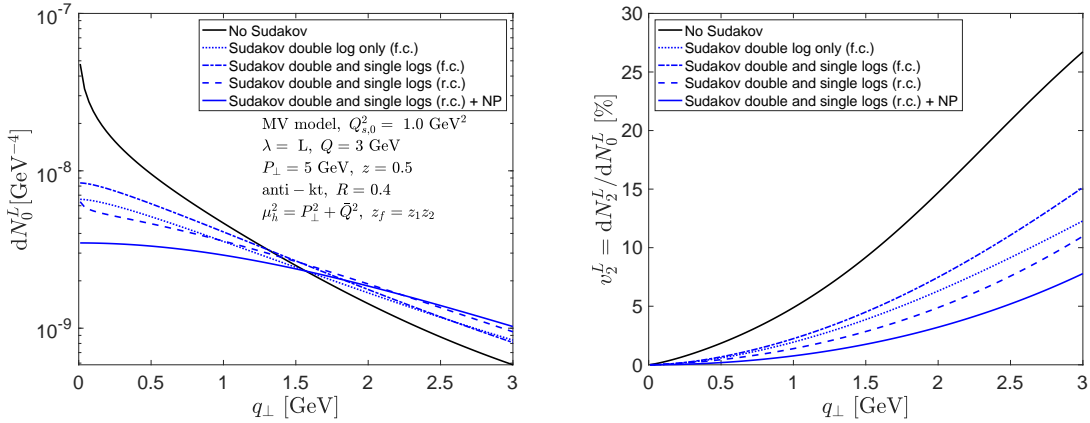 10^{-7}
10^{-8}
10^{-9}
dN_0^L [GeV^{-4}]
No Sudakov
Sudakov double log only (f.c.)
Sudakov double and single logs (f.c.)
Sudakov double and single logs (r.c.)
Sudakov double and single logs (r.c.) + NP
MV model, Q_{s,0}^2 = 1.0 GeV^2
λ = L, Q = 3 GeV
P_⊥ = 5 GeV, z = 0.5
anti − kt, R = 0.4
μ_h^2 = P_⊥^2 + Q̄^2, z_f = z_1z_2
0 0.5 1 1.5 2 2.5 3
q_⊥ [GeV]
30
25
20
15
10
5
0
v_2^L = dN_2^L/dN_0^L [%]
No Sudakov
Sudakov double log only (f.c.)
Sudakov double and single logs (f.c.)
Sudakov double and single logs (r.c.)
Sudakov double and single logs (r.c.) + NP
0 0.5 1 1.5 2 2.5 3
q_⊥ [GeV]